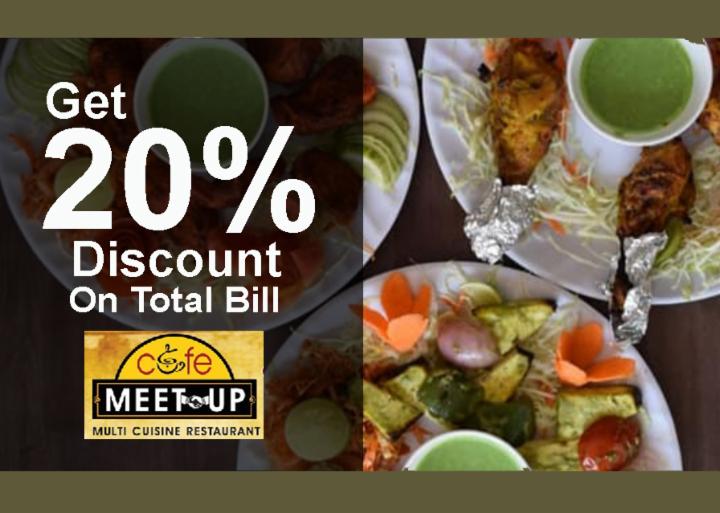 Get
20%
Discount
On Total Bill
cafe
MEET UP
MULTI CUISINE RESTAURANT